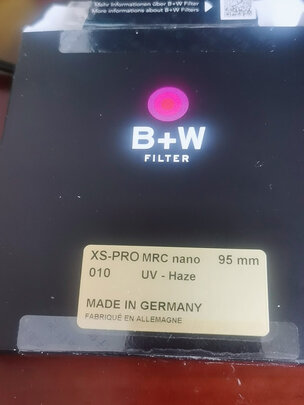 Mehr Informationen über B+W Filter
More informations about B+W Filters
B+W
FILTER
XS-PRO MRC nano 95 mm
010 UV - Haze
MADE IN GERMANY
FABRIQUÉ EN ALLEMAGNE